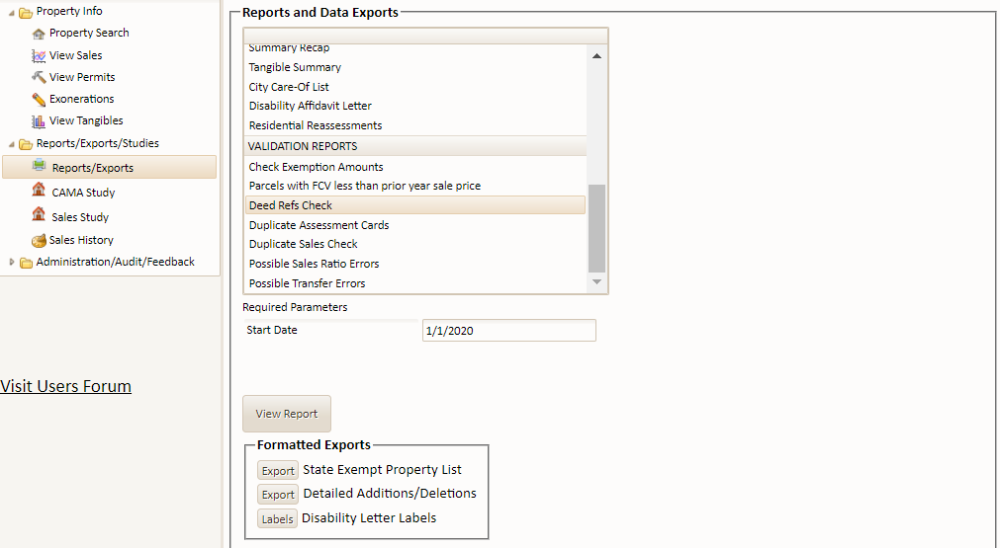 Property Info
Property Search
View Sales
View Permits
Exonerations
View Tangibles
Reports/Exports/Studies
Reports/Exports
CAMA Study
Sales Study
Sales History
Administration/Audit/Feedback
Visit Users Forum
Reports and Data Exports
Summary Recap
Tangible Summary
City Care-Of List
Disability Affidavit Letter
Residential Reassessments
VALIDATION REPORTS
Check Exemption Amounts
Parcels with FCV less than prior year sale price
Deed Refs Check
Duplicate Assessment Cards
Duplicate Sales Check
Possible Sales Ratio Errors
Possible Transfer Errors
Required Parameters
Start Date 1/1/2020
View Report
Formatted Exports
Export State Exempt Property List
Export Detailed Additions/Deletions
Labels Disability Letter Labels